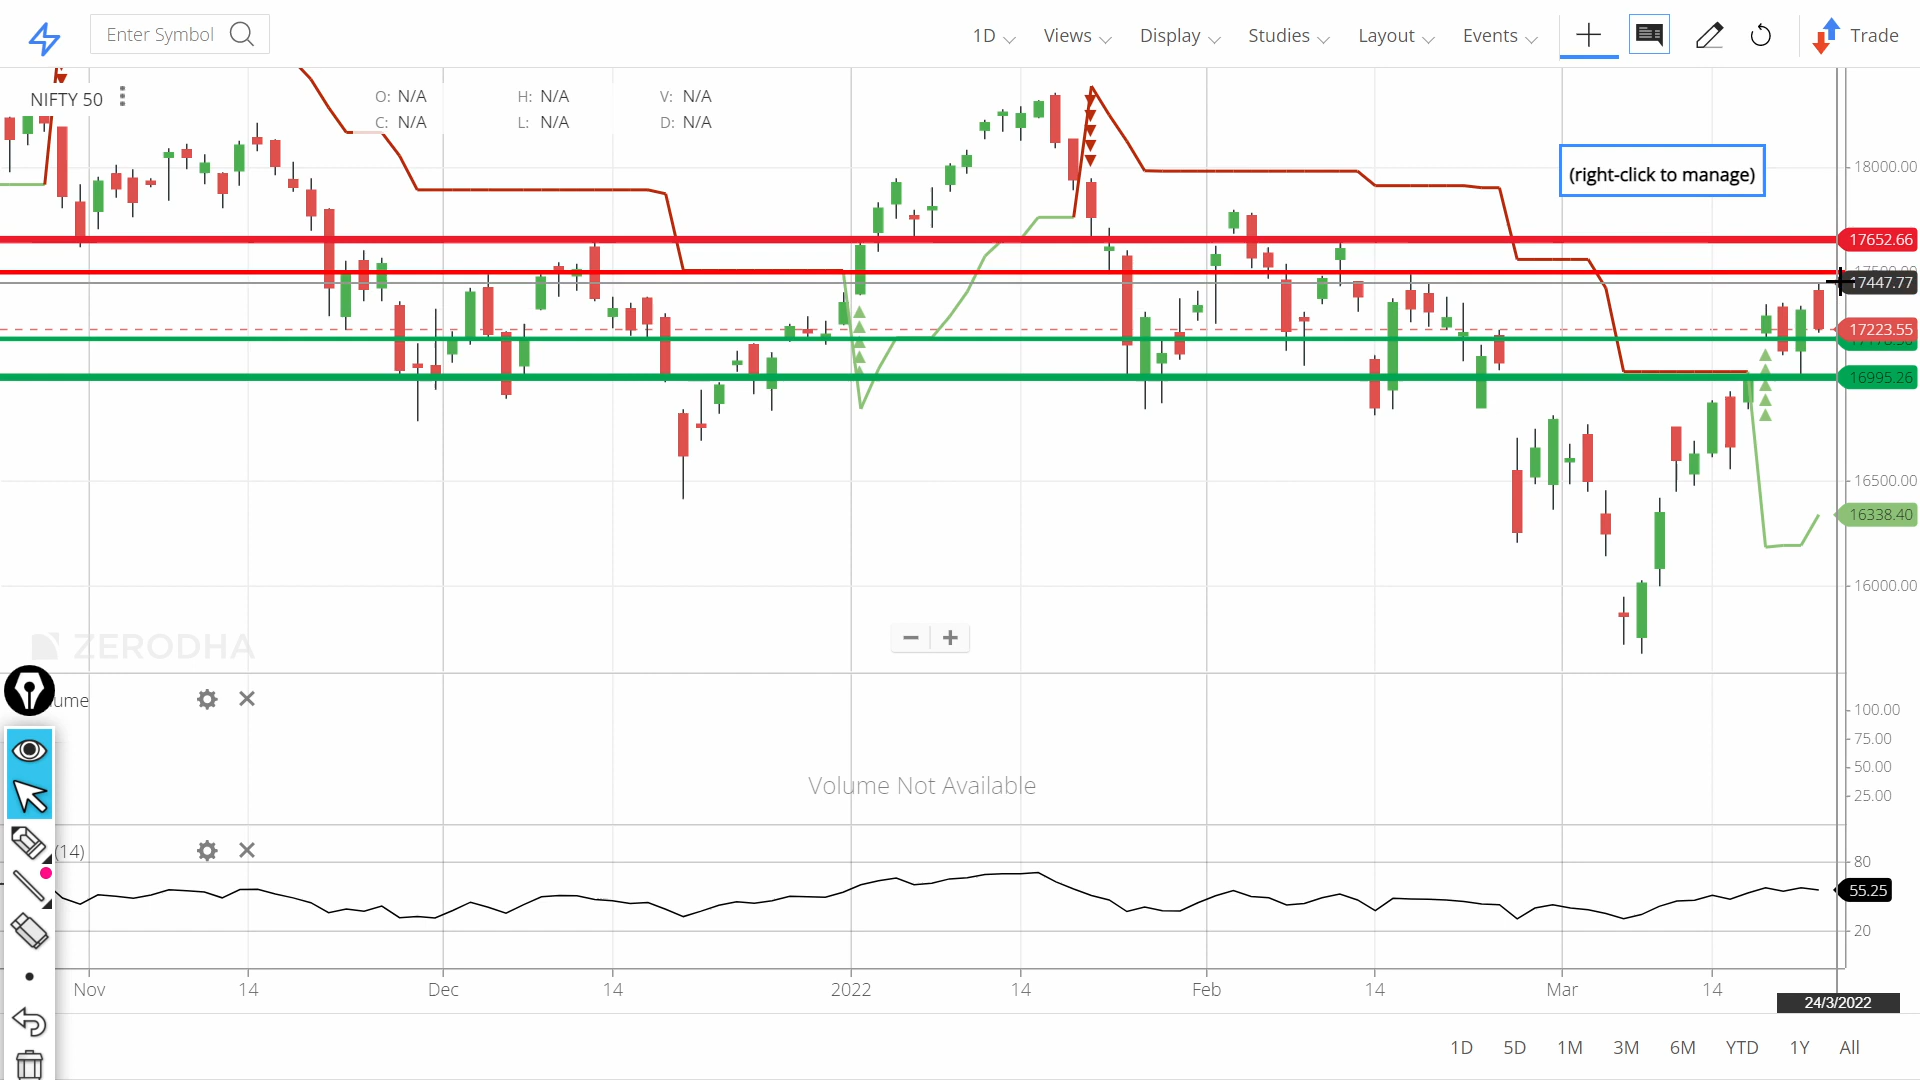 Enter Symbol
1D Views Display Studies Layout Events Trade
NIFTY 50
O: N/A H: N/A V: N/A
C: N/A L: N/A D: N/A
(right-click to manage)
18000.00
17652.66
17447.77
17223.55
16995.26
16500.00
16338.40
16000.00
ZERODHA
ume
100.00
75.00
50.00
25.00
Volume Not Available
(14)
80
55.25
20
Nov 14 Dec 14 2022 14 Feb 14 Mar 14
24/3/2022
1D 5D 1M 3M 6M YTD 1Y All